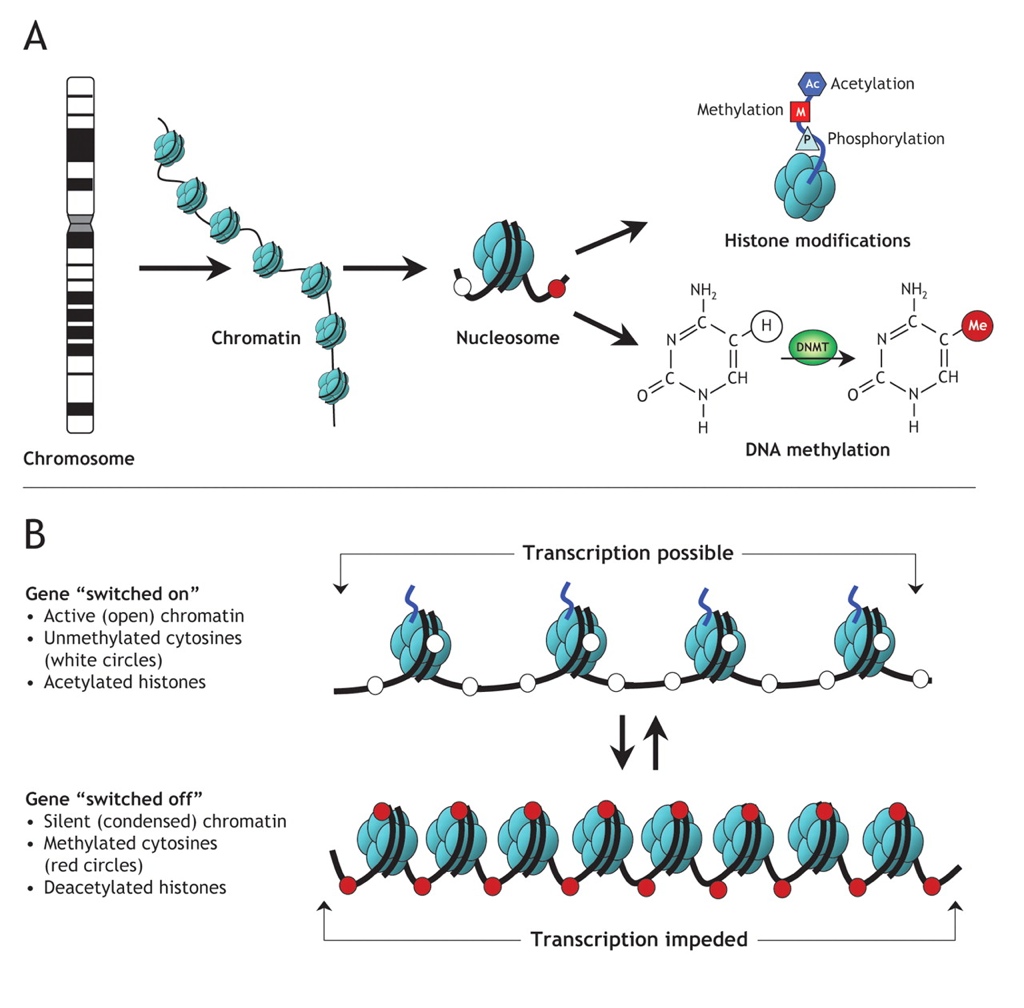 A
Ac Acetylation
Methylation M
P Phosphorylation
Histone modifications
Chromatin
Nucleosome
Chromosome
NH2
C
N
C
H
CH
C
O
N
H
DNMT
NH2
C
N
C
Me
CH
C
O
N
H
DNA methylation
B
Transcription possible
Gene “switched on”
• Active (open) chromatin
• Unmethylated cytosines
(white circles)
• Acetylated histones
Gene “switched off”
• Silent (condensed) chromatin
• Methylated cytosines
(red circles)
• Deacetylated histones
Transcription impeded